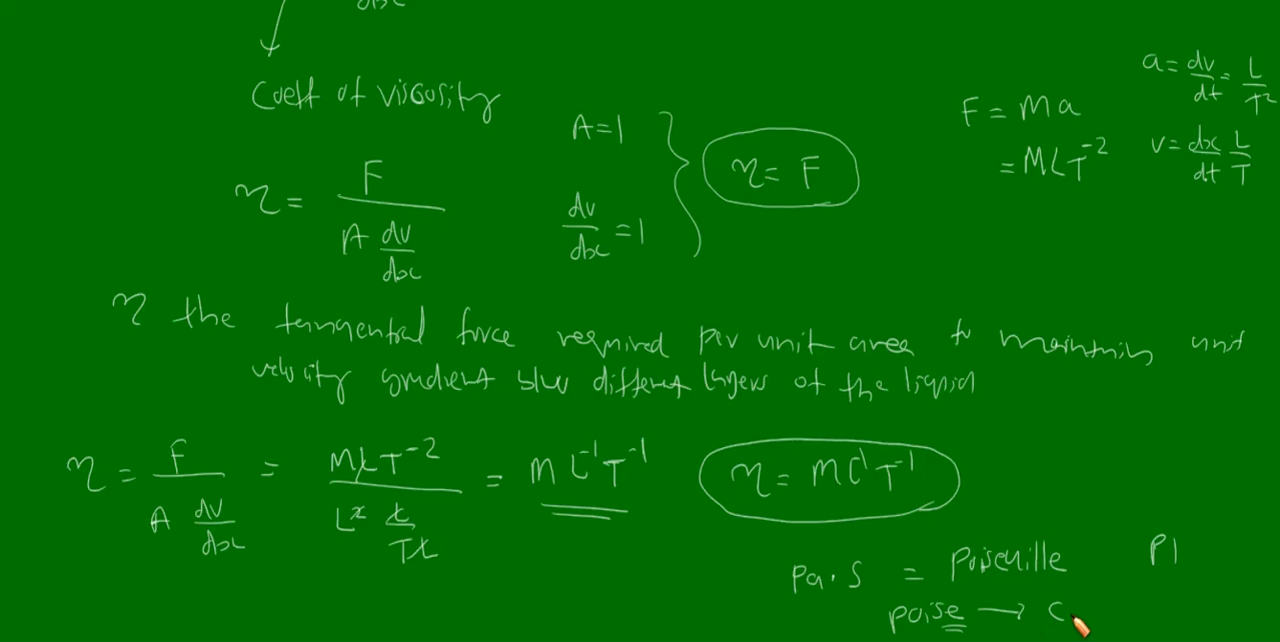 Coeff of viscosity
a = dv/dt = L/T²
F = ma
A = 1
η = F
= MLT⁻²
v = dx/dt L/T
η = F / (A dv/dx)
dv/dx = 1
η the tangential force required per unit area to maintain unit
velocity gradient b/w different layers of the liquid
η = F / (A dv/dx) = MLT⁻² / (L² L/TL) = ML⁻¹T⁻¹
η = ML⁻¹T⁻¹
Pa·S = Poiseuille Pl
poise → C